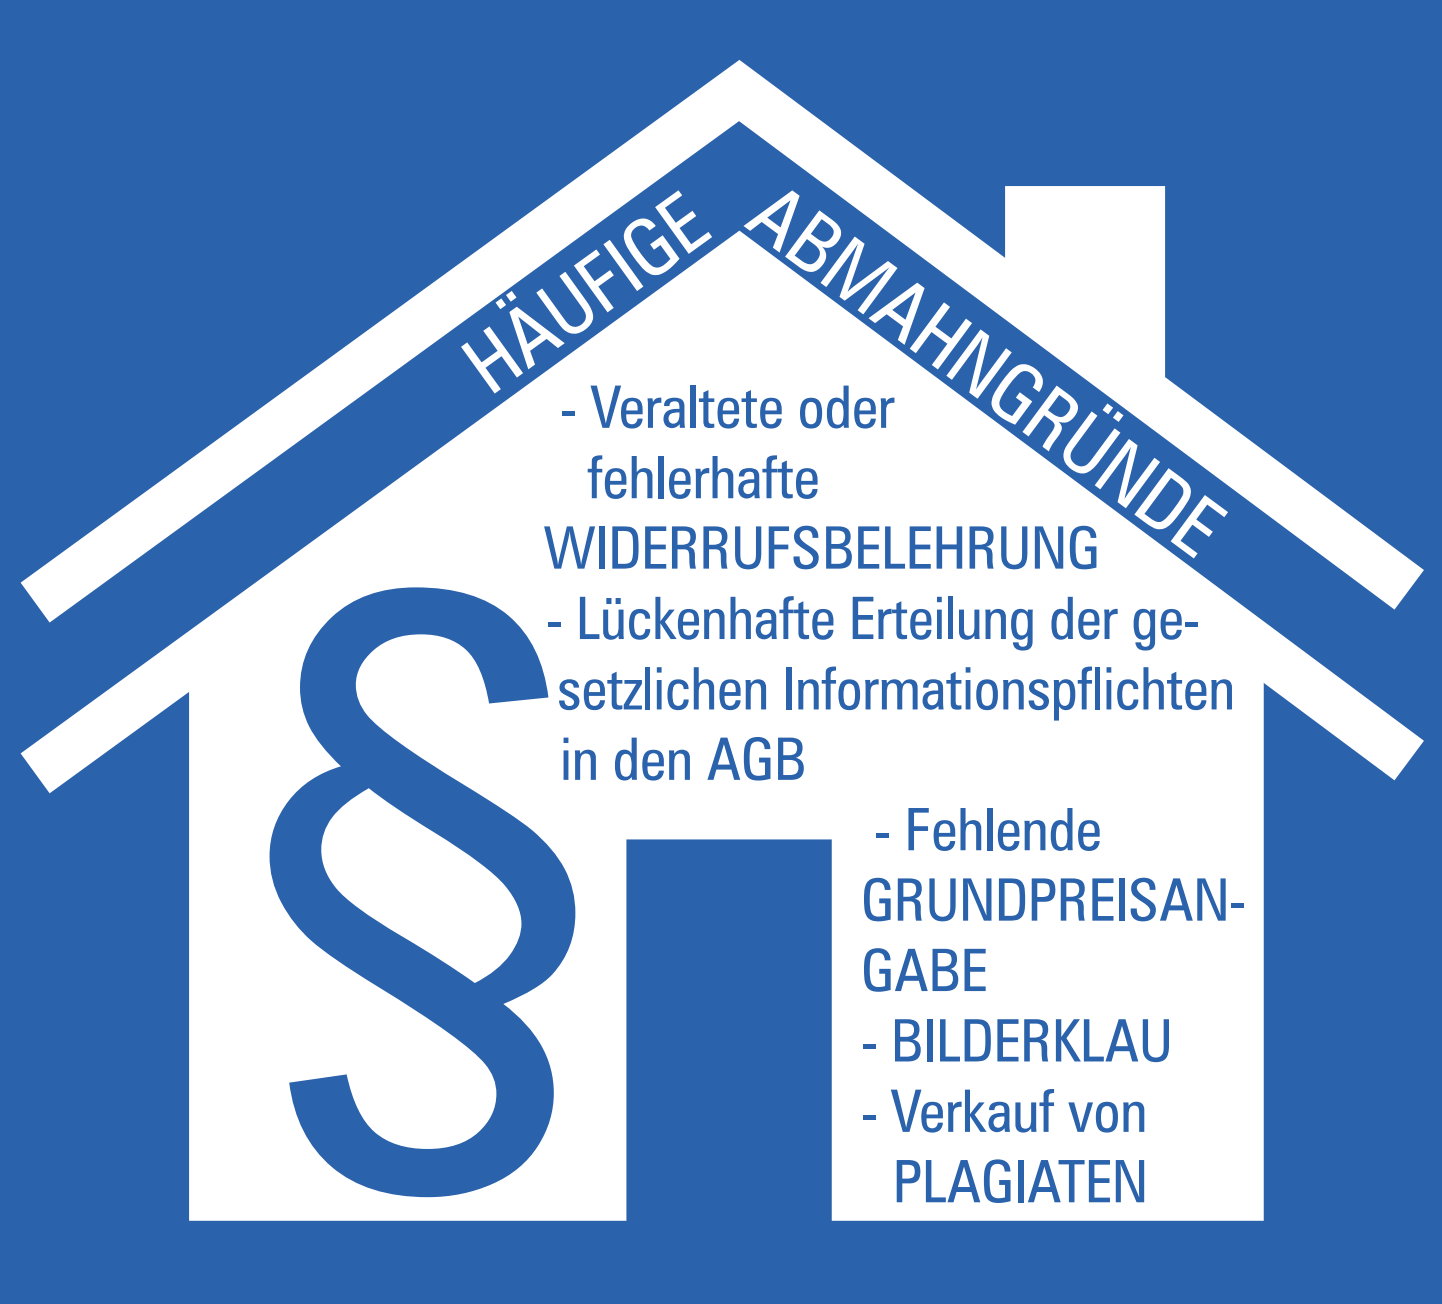 HÄUFIGE ABMAHNGRÜNDE
- Veraltete oder
fehlerhafte
WIDERRUFSBELEHRUNG
- Lückenhafte Erteilung der ge-
setzlichen Informationspflichten
in den AGB
§
- Fehlende
GRUNDPREISAN-
GABE
- BILDERKLAU
- Verkauf von
PLAGIATEN